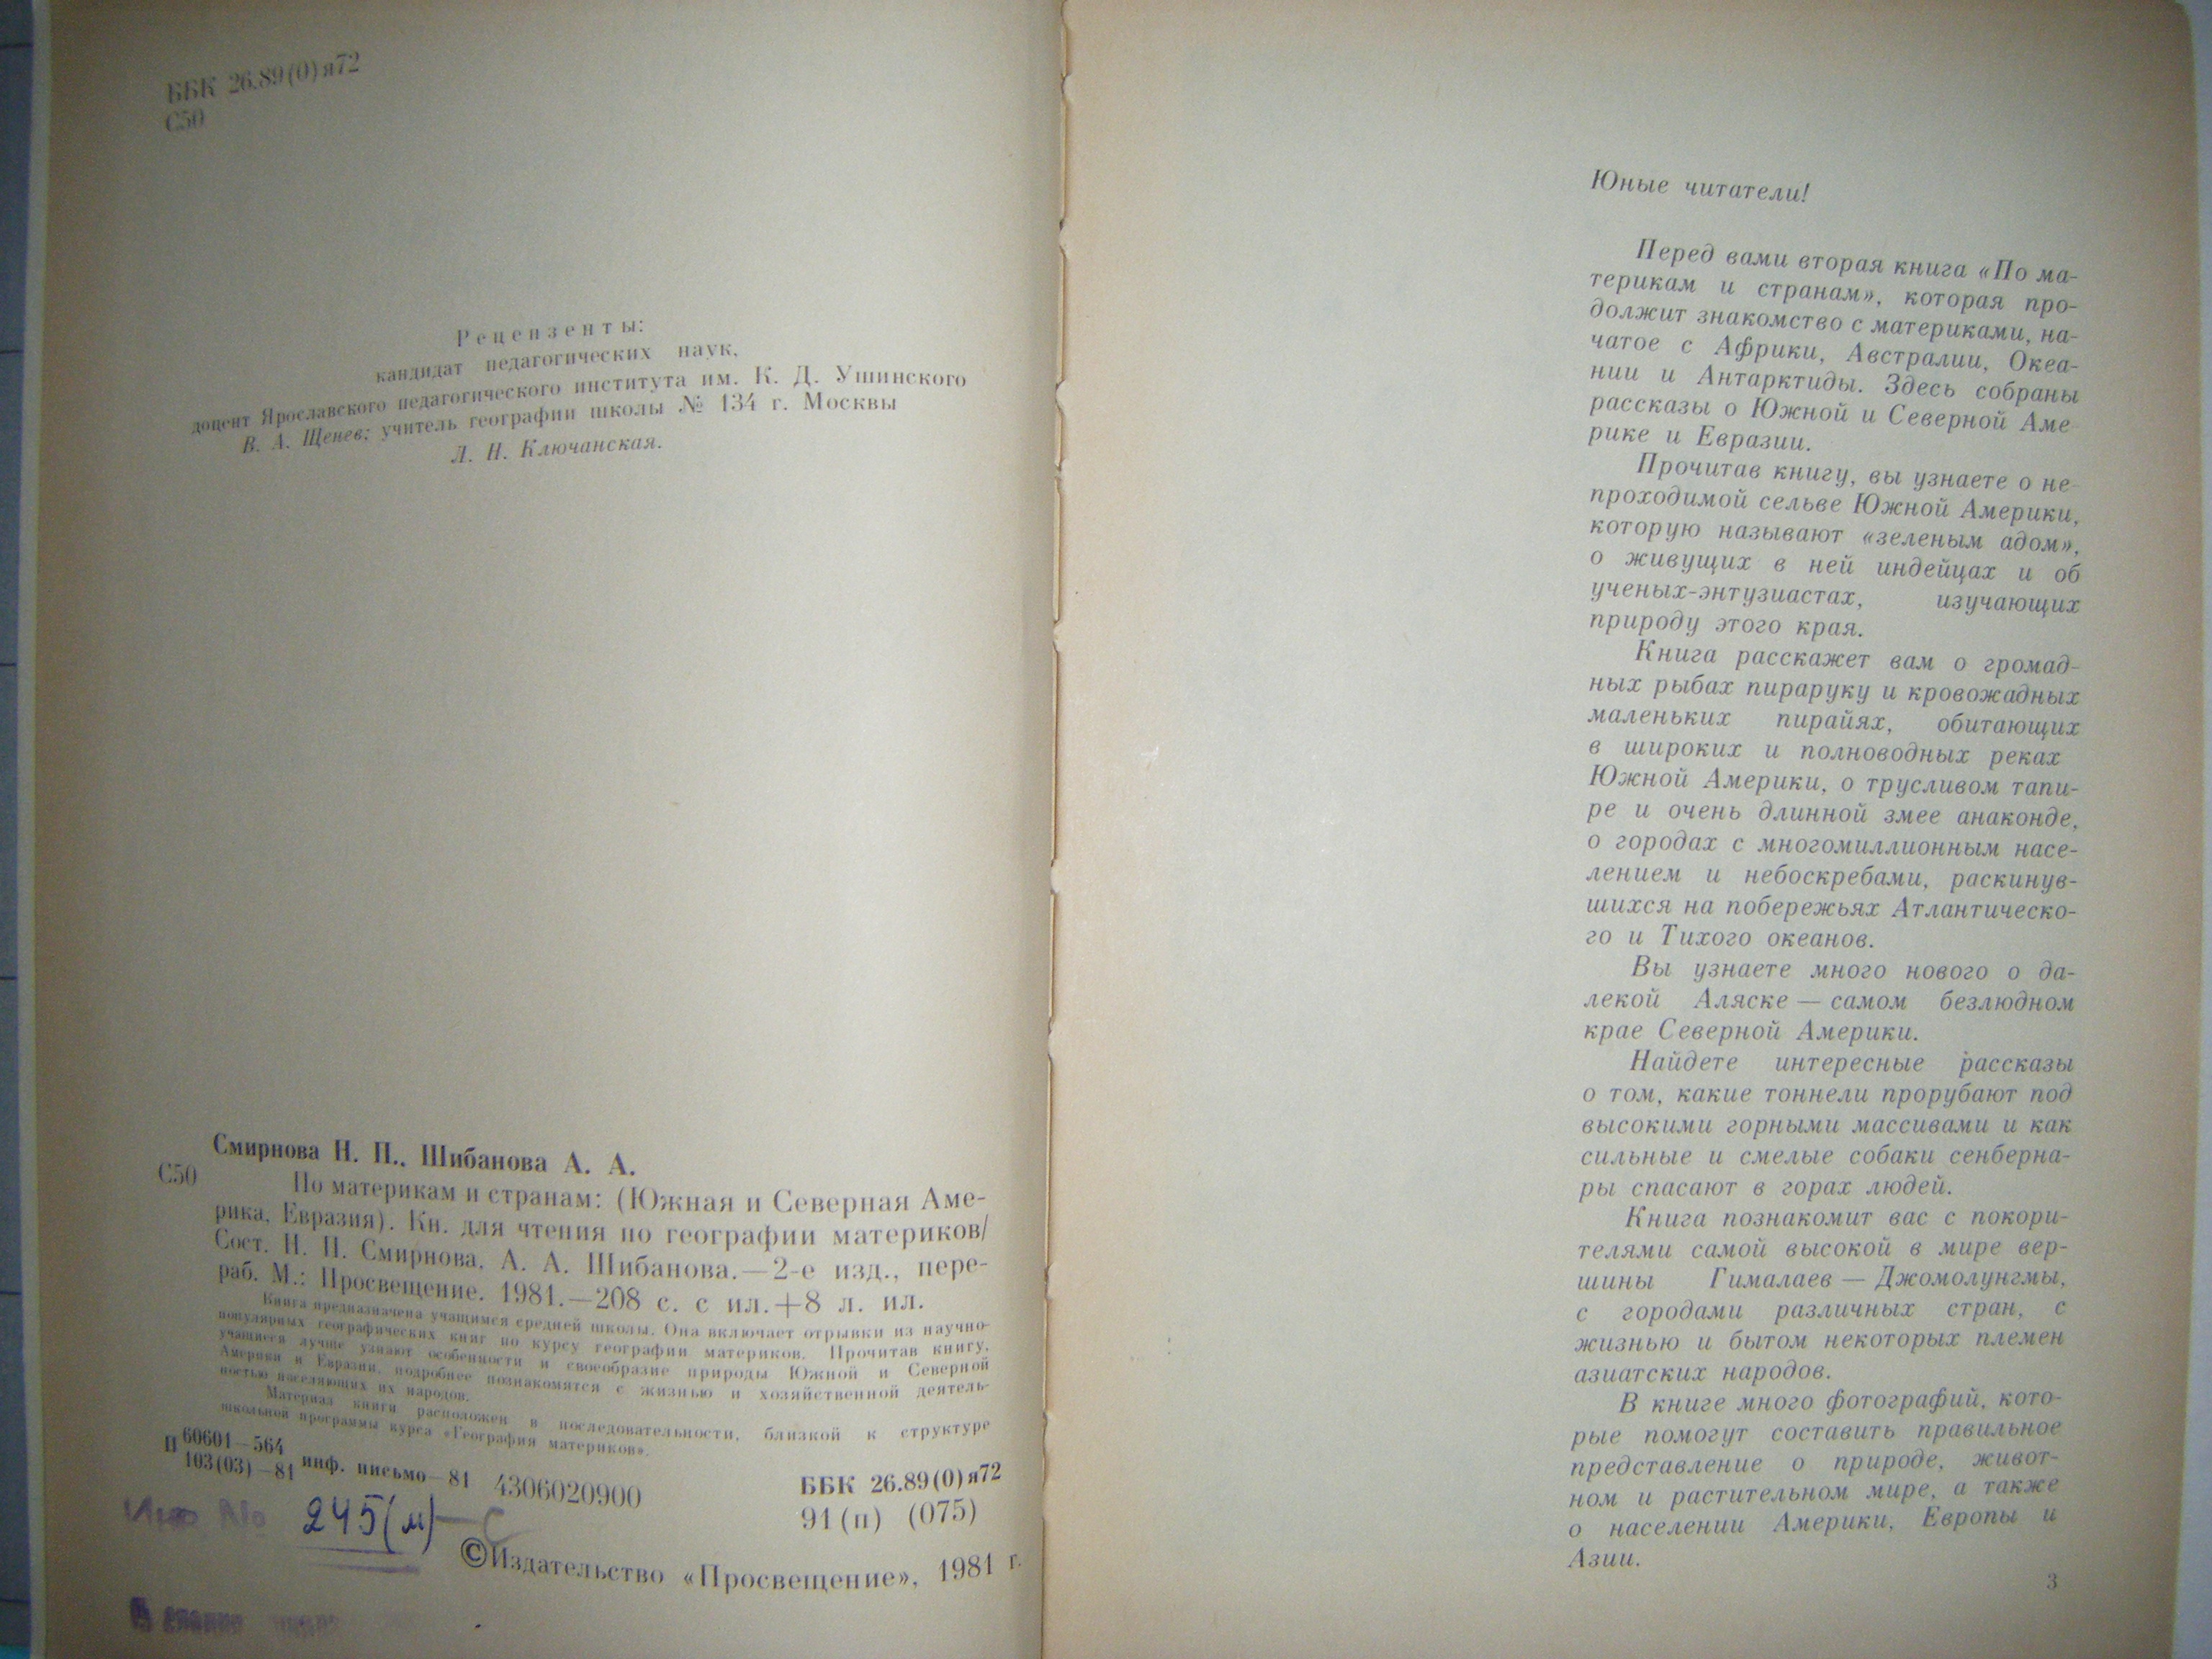 ББК 26.89(0)я72
С50
Рецензенты:
кандидат педагогических наук,
доцент Ярославского педагогического института им. К. Д. Ушинского
В. А. Щенев; учитель географии школы № 134 г. Москвы
Л. Н. Ключанская.
Смирнова Н. П., Шибанова А. А.
С50
По материкам и странам: (Южная и Северная Аме-
рика, Евразия). Кн. для чтения по географии материков/
Сост. Н. П. Смирнова, А. А. Шибанова.—2-е изд., пере-
раб. М.: Просвещение. 1981.—208 с. с ил.+8 л. ил.
Книга предназначена учащимся средней школы. Она включает отрывки из научно-
популярных географических книг по курсу географии материков. Прочитав книгу,
учащиеся лучше узнают особенности и своеобразие природы Южной и Северной
Америки и Евразии, подробнее познакомятся с жизнью и хозяйственной деятель-
ностью населяющих их народов.
Материал книги расположен в последовательности, близкой к структуре
школьной программы курса «География материков».
П 60601—564
103(03)—81 инф. письмо—81 4306020900
ББК 26.89(0)я72
91(п) (075)
Инв No 245(м)—С
©Издательство «Просвещение», 1981 г.
Юные читатели!
Перед вами вторая книга «По ма-
терикам и странам», которая про-
должит знакомство с материками, на-
чатое с Африки, Австралии, Океа-
нии и Антарктиды. Здесь собраны
рассказы о Южной и Северной Аме
рике и Евразии.
Прочитав книгу, вы узнаете о не-
проходимой сельве Южной Америки,
которую называют «зеленым адом»,
о живущих в ней индейцах и об
ученых-энтузиастах, изучающих
природу этого края.
Книга расскажет вам о громад-
ных рыбах пираруку и кровожадных
маленьких пирайях, обитающих
в широких и полноводных реках
Южной Америки, о трусливом тапи-
ре и очень длинной змее анаконде,
о городах с многомиллионным насе-
лением и небоскребами, раскинув-
шихся на побережьях Атлантическо-
го и Тихого океанов.
Вы узнаете много нового о да-
лекой Аляске — самом безлюдном
крае Северной Америки.
Найдете интересные рассказы
о том, какие тоннели прорубают под
высокими горными массивами и как
сильные и смелые собаки сенберна-
ры спасают в горах людей.
Книга познакомит вас с покори-
телями самой высокой в мире вер-
шины Гималаев — Джомолунгмы,
с городами различных стран, с
жизнью и бытом некоторых племен
азиатских народов.
В книге много фотографий, кото-
рые помогут составить правильное
представление о природе, живот-
ном и растительном мире, а также
о населении Америки, Европы и
Азии.
3